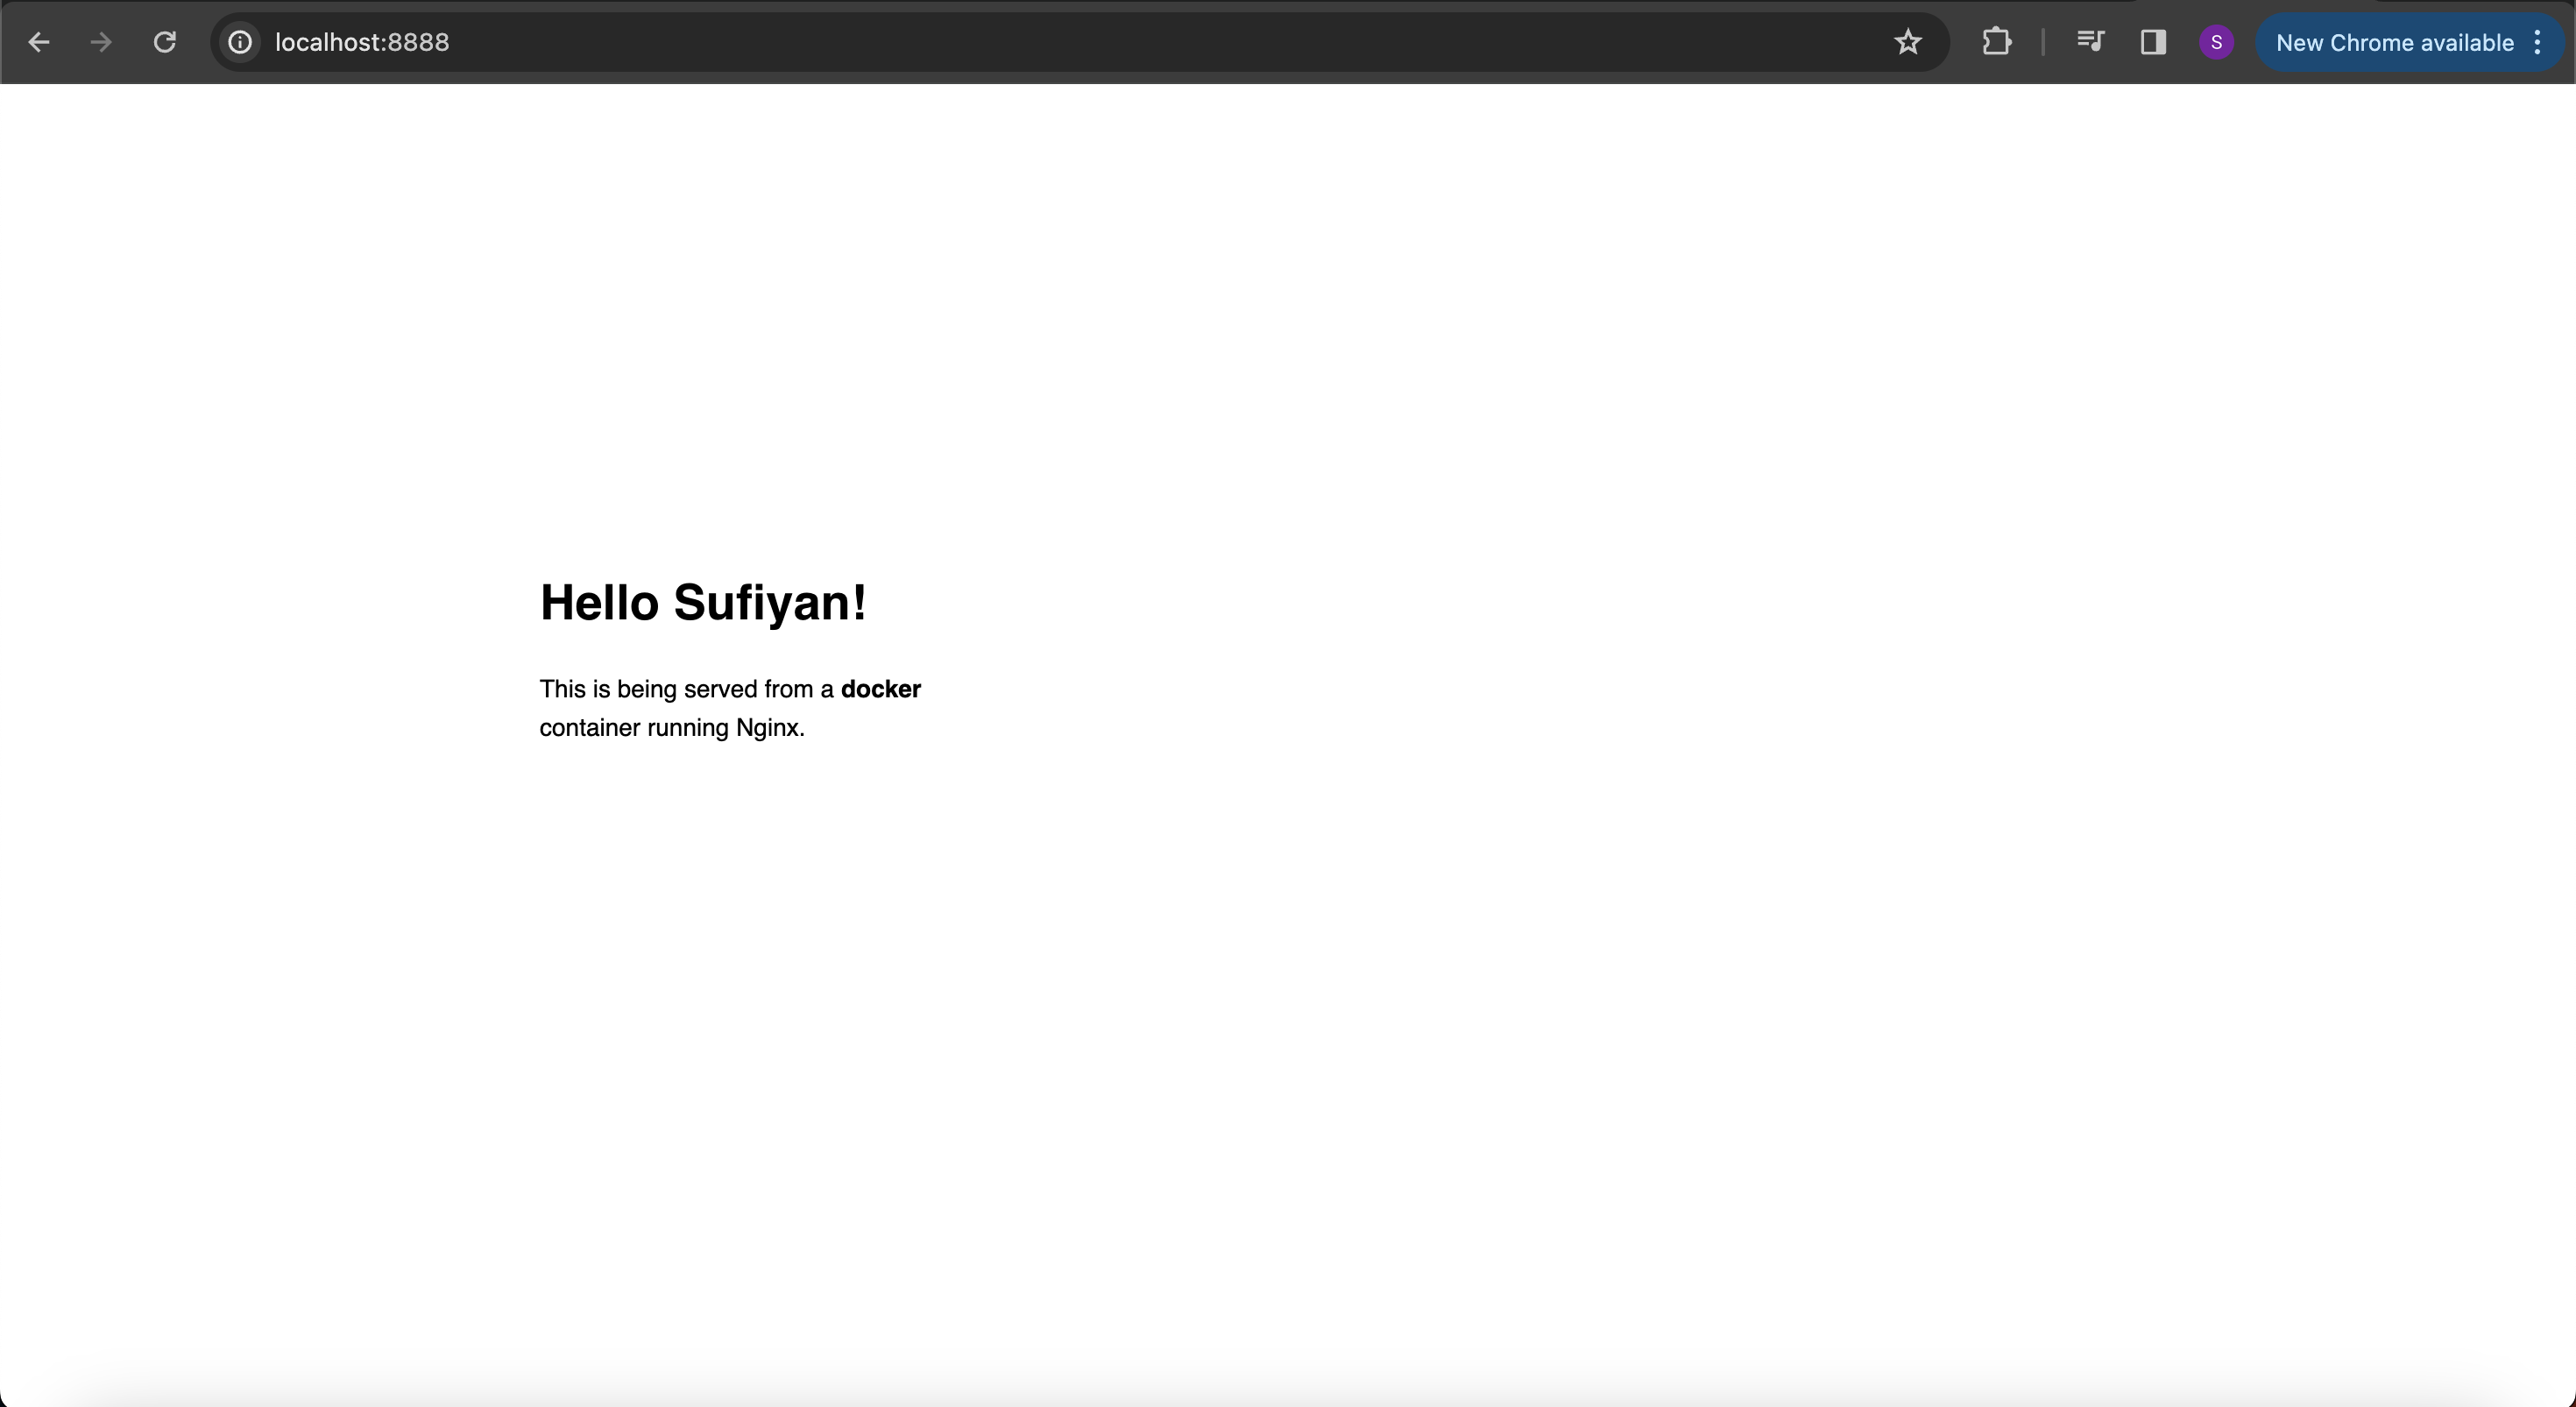 localhost:8888
S
New Chrome available
Hello Sufiyan!
This is being served from a docker
container running Nginx.